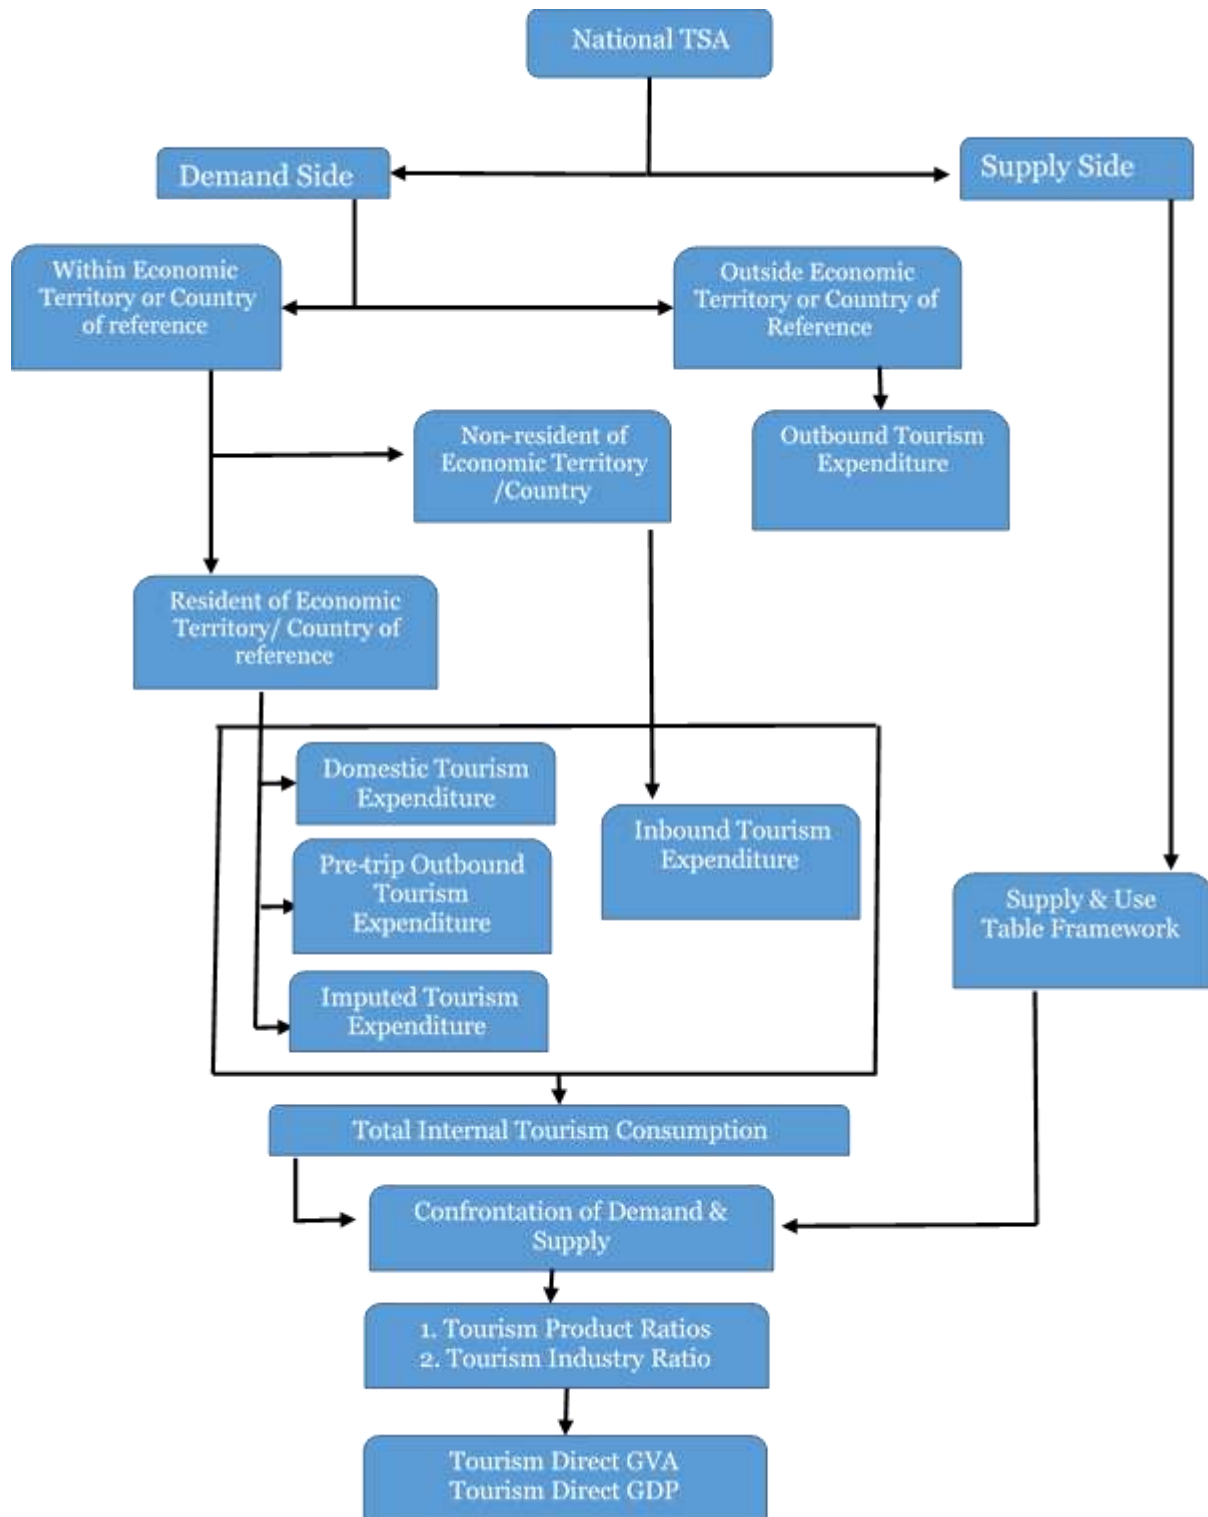 National TSA
Demand Side
Supply Side
Within Economic
Territory or Country
of reference
Outside Economic
Territory or Country of
Reference
Non-resident of
Economic Territory
/Country
Outbound Tourism
Expenditure
Resident of Economic
Territory/ Country of
reference
Domestic Tourism
Expenditure
Pre-trip Outbound
Tourism
Expenditure
Imputed Tourism
Expenditure
Inbound Tourism
Expenditure
Supply & Use
Table Framework
Total Internal Tourism Consumption
Confrontation of Demand &
Supply
1. Tourism Product Ratios
2. Tourism Industry Ratio
Tourism Direct GVA
Tourism Direct GDP